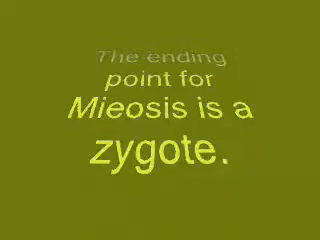 The ending
point for
Mieosis is a
zygote.